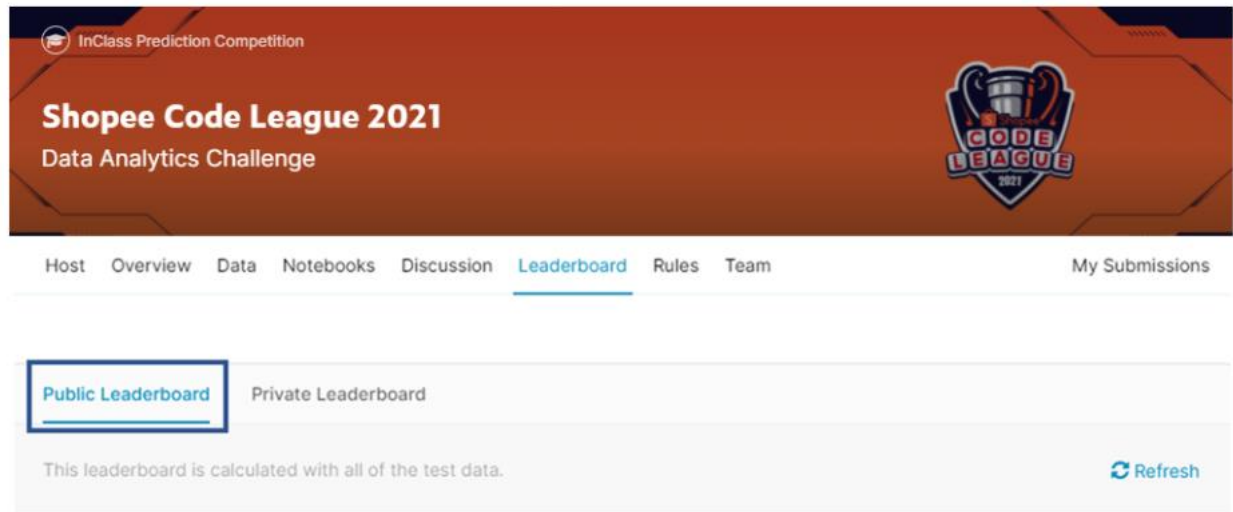 InClass Prediction Competition
Shopee Code League 2021
Data Analytics Challenge
Shopee
CODE
LEAGUE
2021
Host Overview Data Notebooks Discussion Leaderboard Rules Team My Submissions
Public Leaderboard Private Leaderboard
This leaderboard is calculated with all of the test data. Refresh